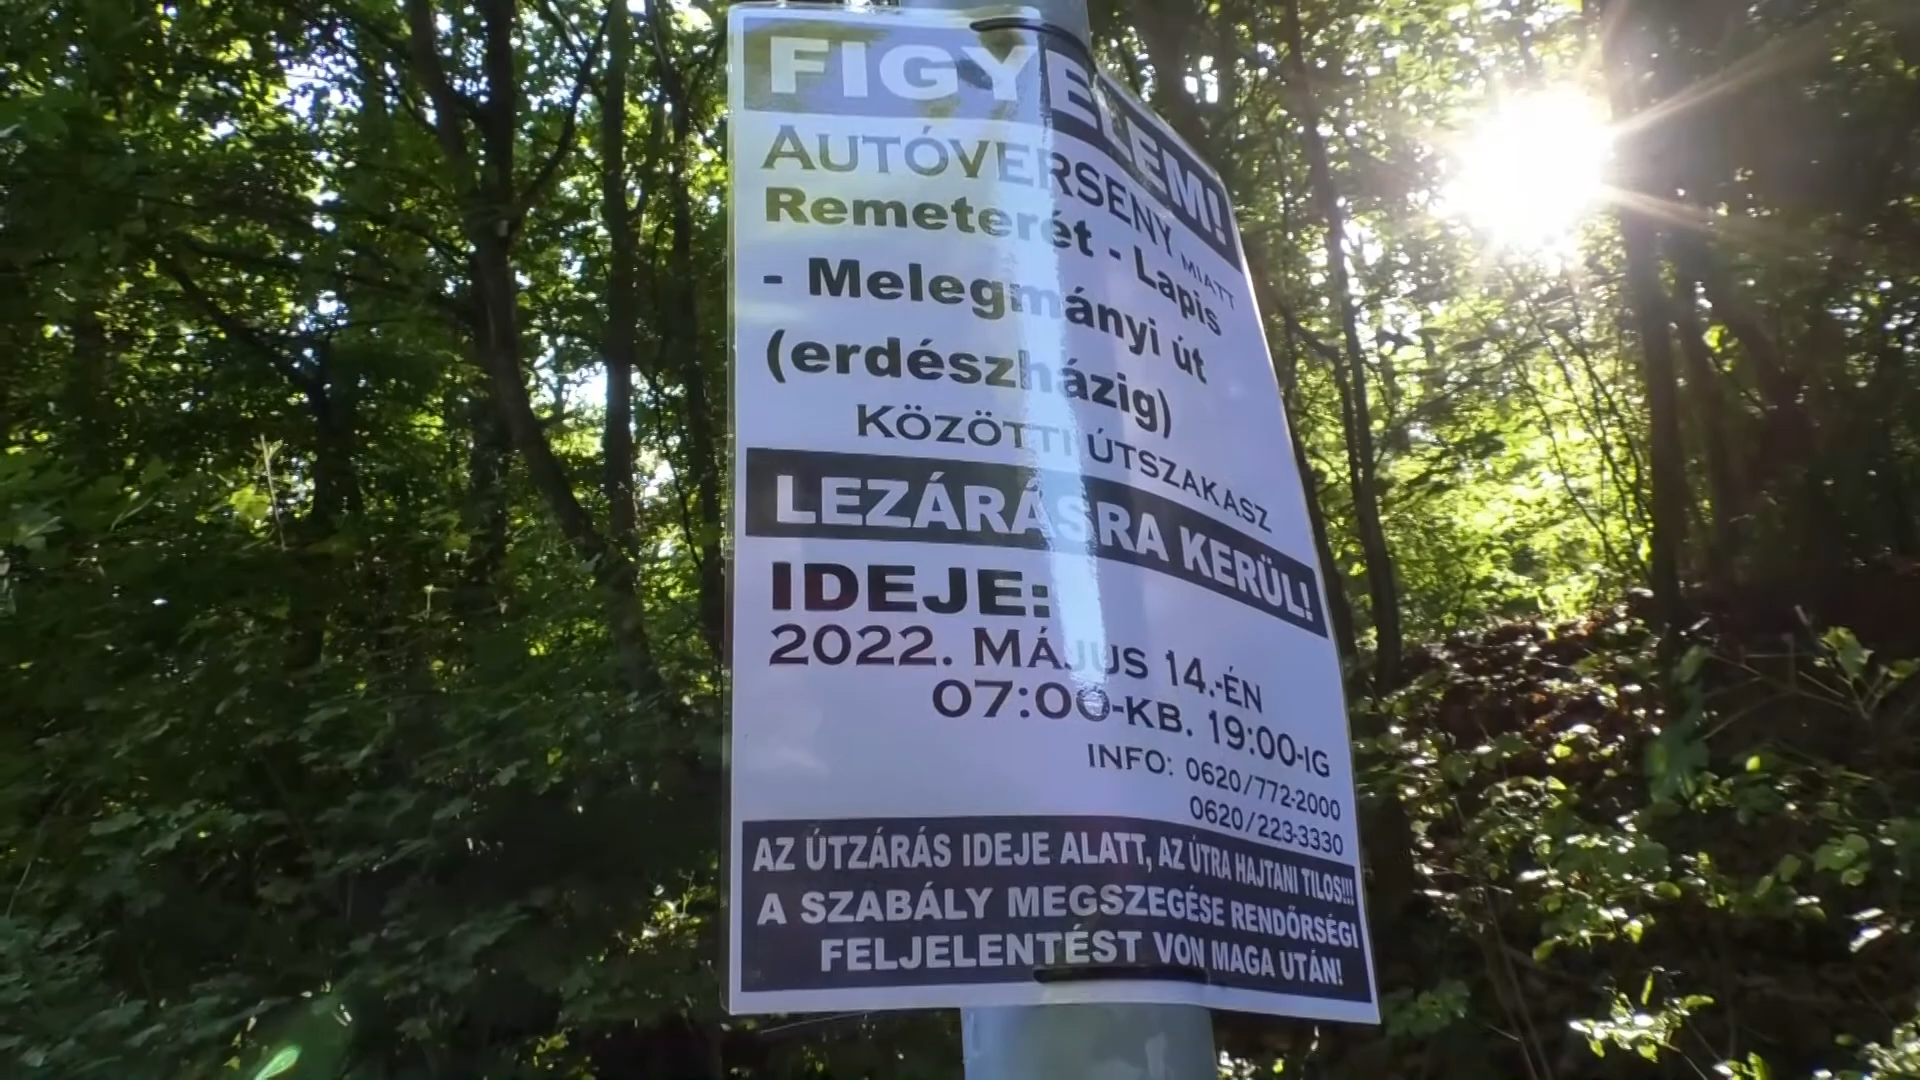 FIGYELEM!
AUTÓVERSENY MIATT
Remeterét - Lapis
- Melegmányi út
(erdészházig)
KÖZÖTTI ÚTSZAKASZ
LEZÁRÁSRA KERÜL!
IDEJE:
2022. MÁJUS 14.-ÉN
07:00-KB. 19:00-IG
INFO: 0620/772-2000
0620/223-3330
AZ ÚTZÁRÁS IDEJE ALATT, AZ ÚTRA HAJTANI TILOS!!!
A SZABÁLY MEGSZEGÉSE RENDŐRSÉGI
FELJELENTÉST VON MAGA UTÁN!